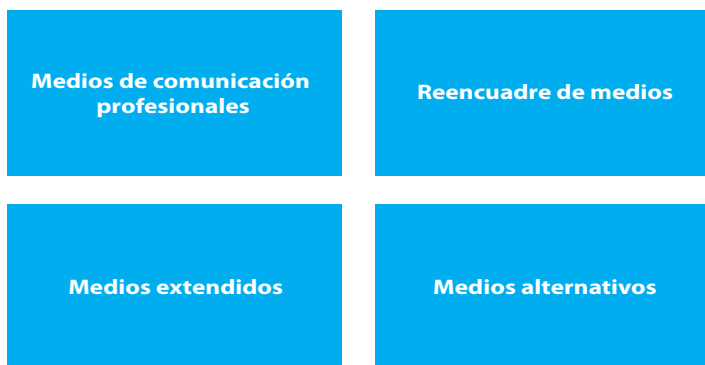 Medios de comunicación
profesionales
Reencuadre de medios
Medios extendidos
Medios alternativos